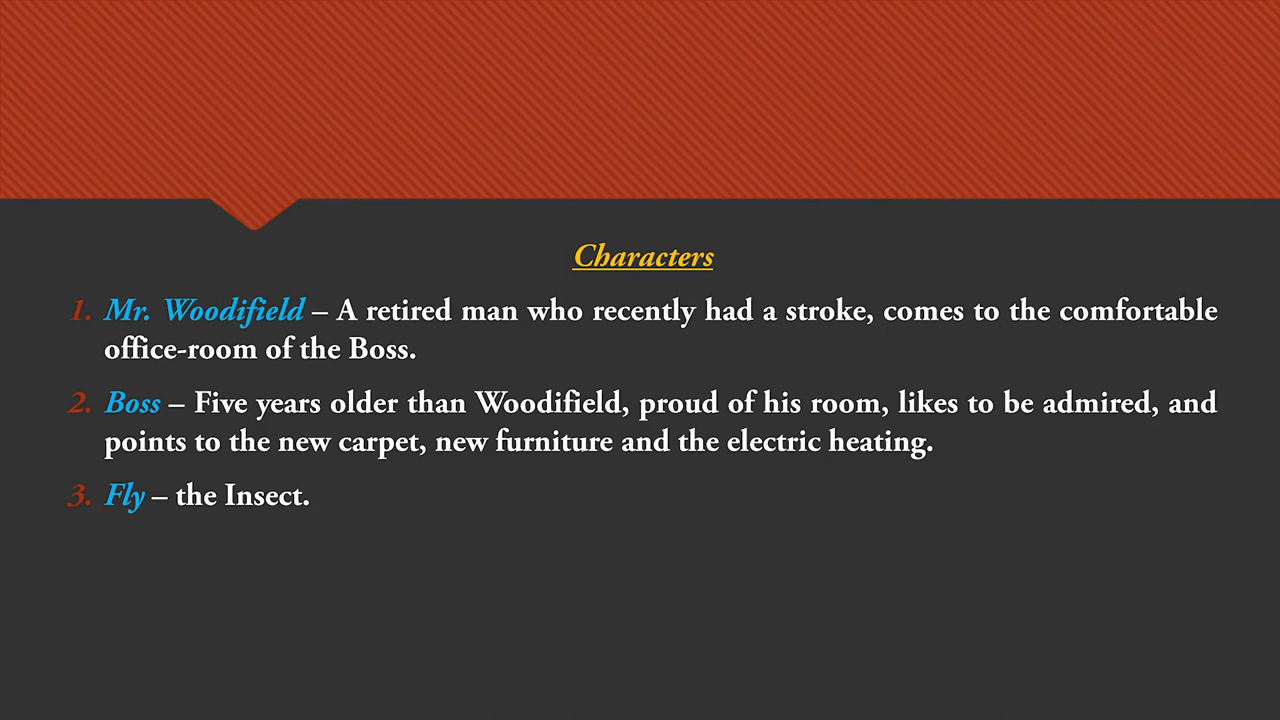 Characters
1. Mr. Woodifield – A retired man who recently had a stroke, comes to the comfortable
office-room of the Boss.
2. Boss – Five years older than Woodifield, proud of his room, likes to be admired, and
points to the new carpet, new furniture and the electric heating.
3. Fly – the Insect.